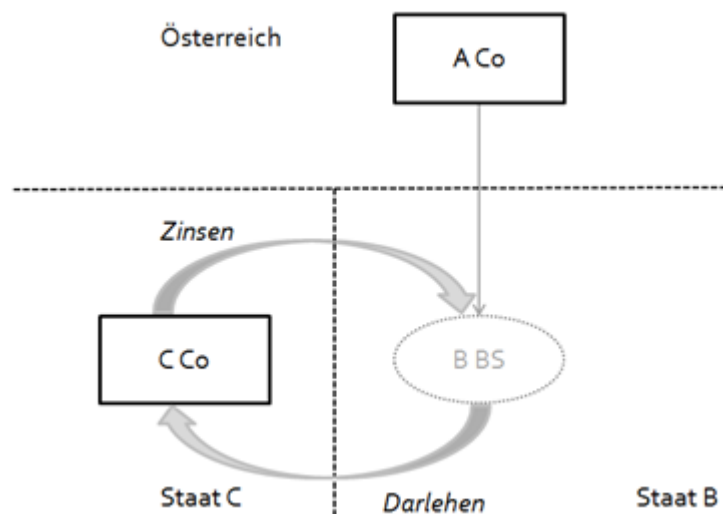 Österreich
A Co
Zinsen
C Co
B BS
Staat C
Darlehen
Staat B